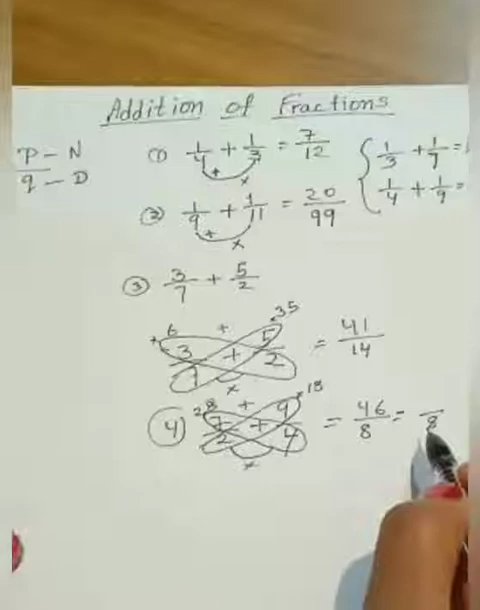 Addition of Fractions
P - N
q - D
(1) 1/4 + 1/3 = 7/12
1/3 + 1/7 =
(2) 1/9 + 1/11 = 20/99
1/4 + 1/9 =
+ x
+ x
(3) 3/7 + 5/2
6 + 35
3/7 + 5/2 = 41/14
x
28 + 18
(4) 7/2 + 9/4 = 46/8 = /8
x